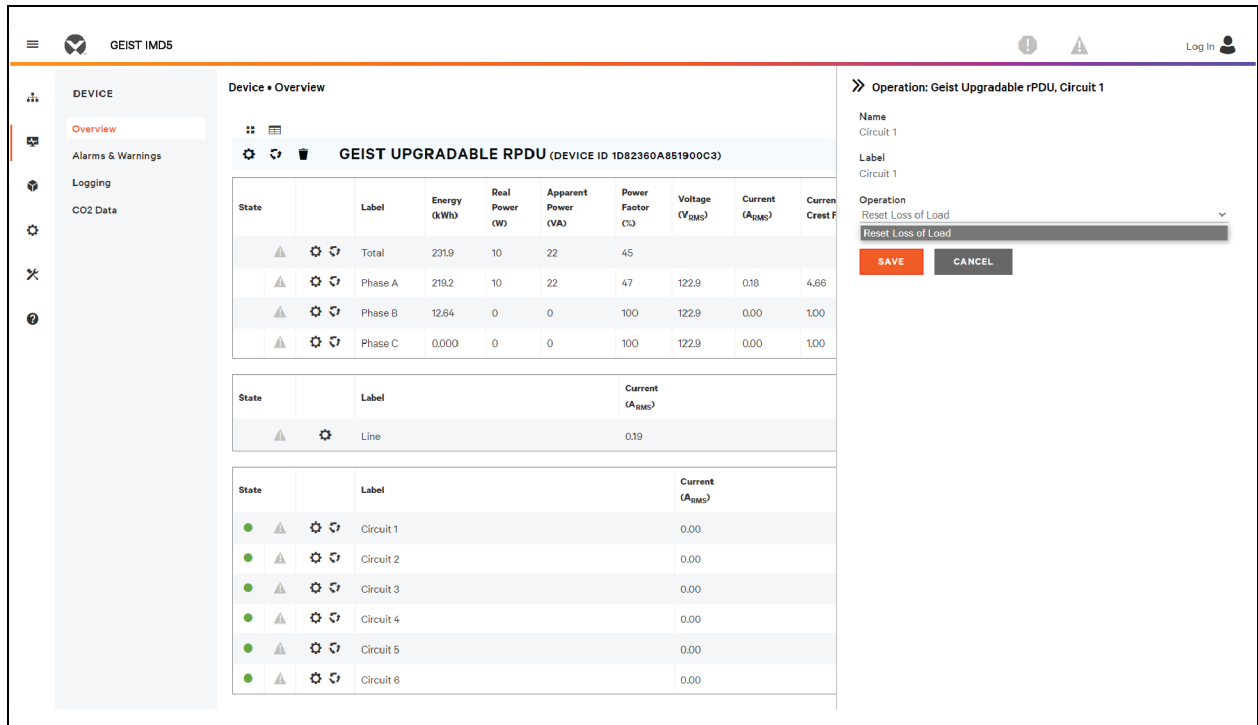 GEIST IMD5
Log In
DEVICE
Overview
Alarms & Warnings
Logging
CO2 Data
Device • Overview
GEIST UPGRADABLE RPDU (DEVICE ID 1D82360A851900C3)
State Label Energy (kWh) Real Power (W) Apparent Power (VA) Power Factor (%) Voltage (VRMS) Current (ARMS) Curren Crest F
Total 231.9 10 22 45
Phase A 219.2 10 22 47 122.9 0.18 4.66
Phase B 12.64 0 0 100 122.9 0.00 1.00
Phase C 0.000 0 0 100 122.9 0.00 1.00
State Label Current (ARMS)
Line 0.19
State Label Current (ARMS)
Circuit 1 0.00
Circuit 2 0.00
Circuit 3 0.00
Circuit 4 0.00
Circuit 5 0.00
Circuit 6 0.00
Operation: Geist Upgradable rPDU, Circuit 1
Name
Circuit 1
Label
Circuit 1
Operation
Reset Loss of Load
Reset Loss of Load
SAVE CANCEL